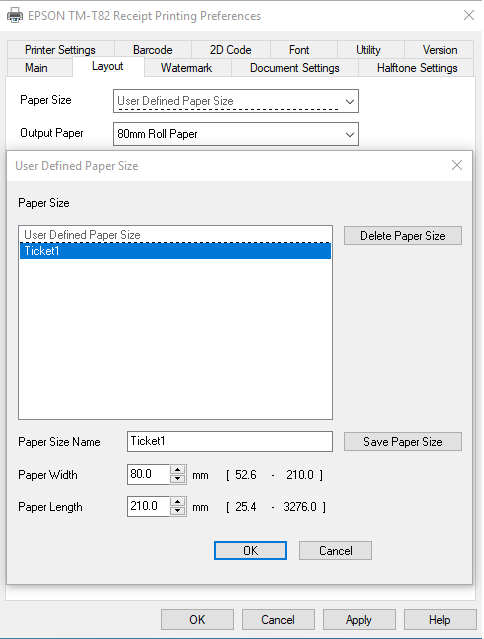 EPSON TM-T82 Receipt Printing Preferences
Printer Settings Barcode 2D Code Font Utility Version
Main Layout Watermark Document Settings Halftone Settings
Paper Size User Defined Paper Size
Output Paper 80mm Roll Paper
User Defined Paper Size
Paper Size
User Defined Paper Size Delete Paper Size
Ticket1
Paper Size Name Ticket1 Save Paper Size
Paper Width 80.0 mm [ 52.6 - 210.0 ]
Paper Length 210.0 mm [ 25.4 - 3276.0 ]
OK Cancel
OK Cancel Apply Help